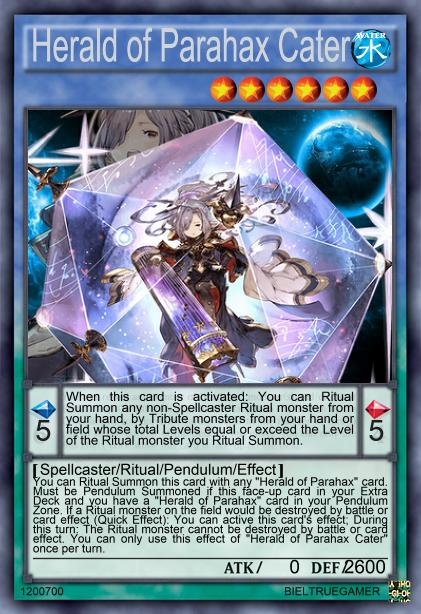 Herald of Parahax Cater
WATER
水
When this card is activated: You can Ritual
Summon any non-Spellcaster Ritual monster from
your hand, by Tribute monsters from your hand or
field whose total Levels equal or exceed the Level
of the Ritual monster you Ritual Summon.
5
5
[Spellcaster/Ritual/Pendulum/Effect]
You can Ritual Summon this card with any "Herald of Parahax" card.
Must be Pendulum Summoned if this face-up card in your Extra
Deck and you have a "Herald of Parahax" card in your Pendulum
Zone. If a Ritual monster on the field would be destroyed by battle or
card effect (Quick Effect): You can active this card's effect; During
this turn: The Ritual monster cannot be destroyed by battle or card
effect. You can only use this effect of "Herald of Parahax Cater"
once per turn.
ATK/ 0 DEF/2600
1200700
BIELTRUEGAMER